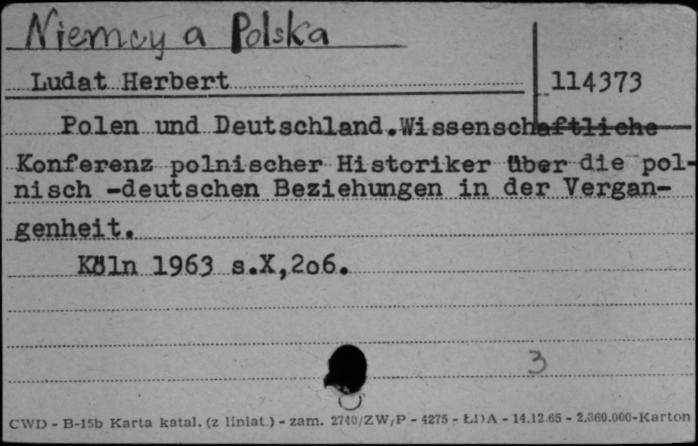 Niemcy a Polska
Ludat Herbert 114373
Polen und Deutschland.Wissenschaftliche
Konferenz polnischer Historiker über die pol-
nisch -deutschen Beziehungen in der Vergan-
genheit.
Köln 1963 s.X,2o6.
3
CWD - B-15b Karta katal. (z liniat.) - zam. 2740/ZW/P - 4275 - ŁDA - 14.12.65 - 2.360.000-Karton